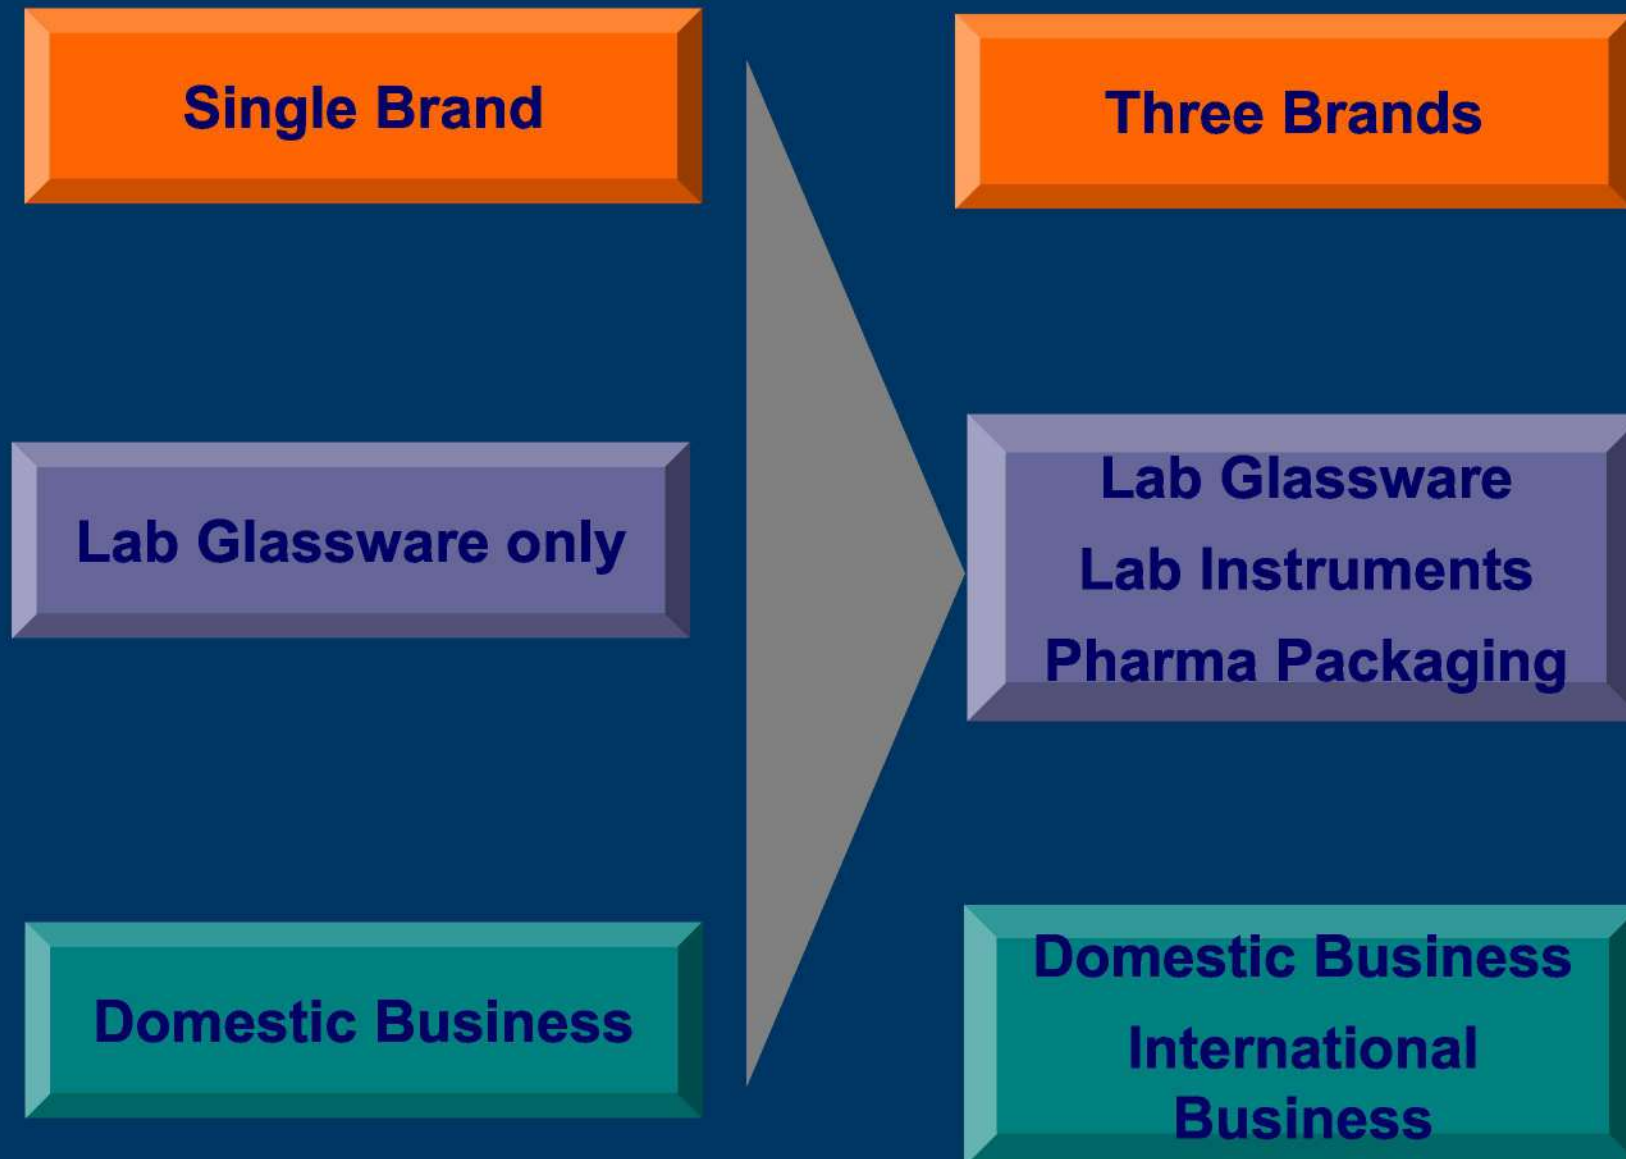 Single Brand
Three Brands
Lab Glassware only
Lab Glassware
Lab Instruments
Pharma Packaging
Domestic Business
Domestic Business
International
Business